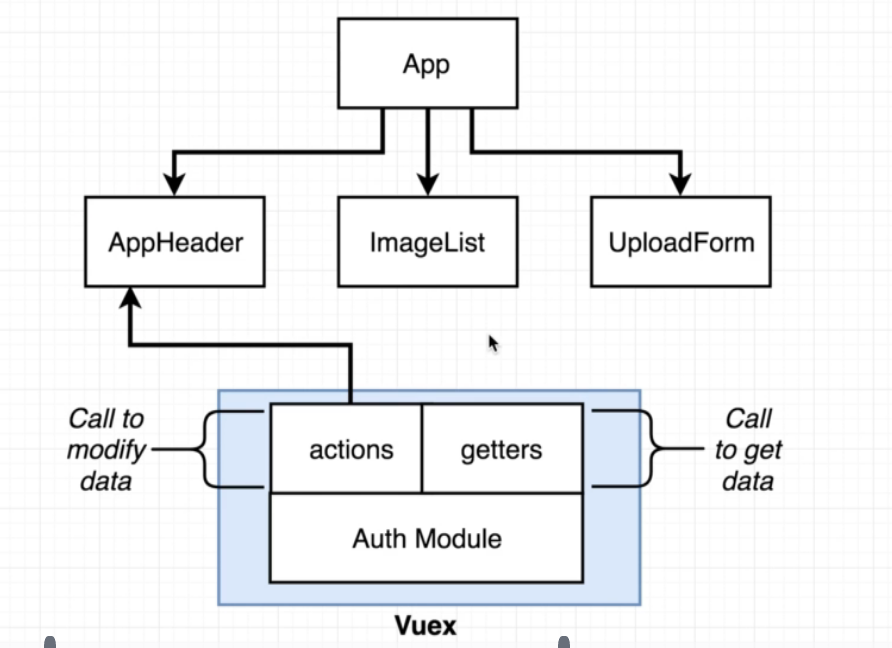 App
AppHeader
ImageList
UploadForm
Call to
modify
data
actions
getters
Call
to get
data
Auth Module
Vuex